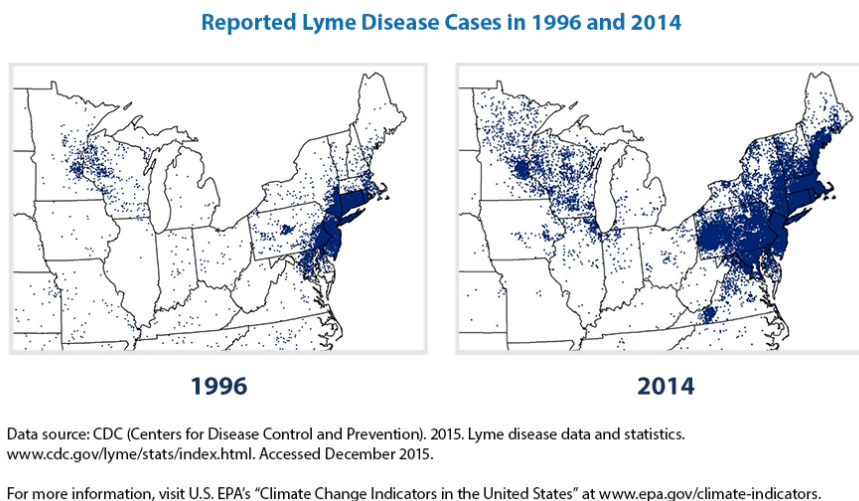 Reported Lyme Disease Cases in 1996 and 2014
1996
2014
Data source: CDC (Centers for Disease Control and Prevention). 2015. Lyme disease data and statistics.
www.cdc.gov/lyme/stats/index.html. Accessed December 2015.
For more information, visit U.S. EPA's “Climate Change Indicators in the United States” at www.epa.gov/climate-indicators.